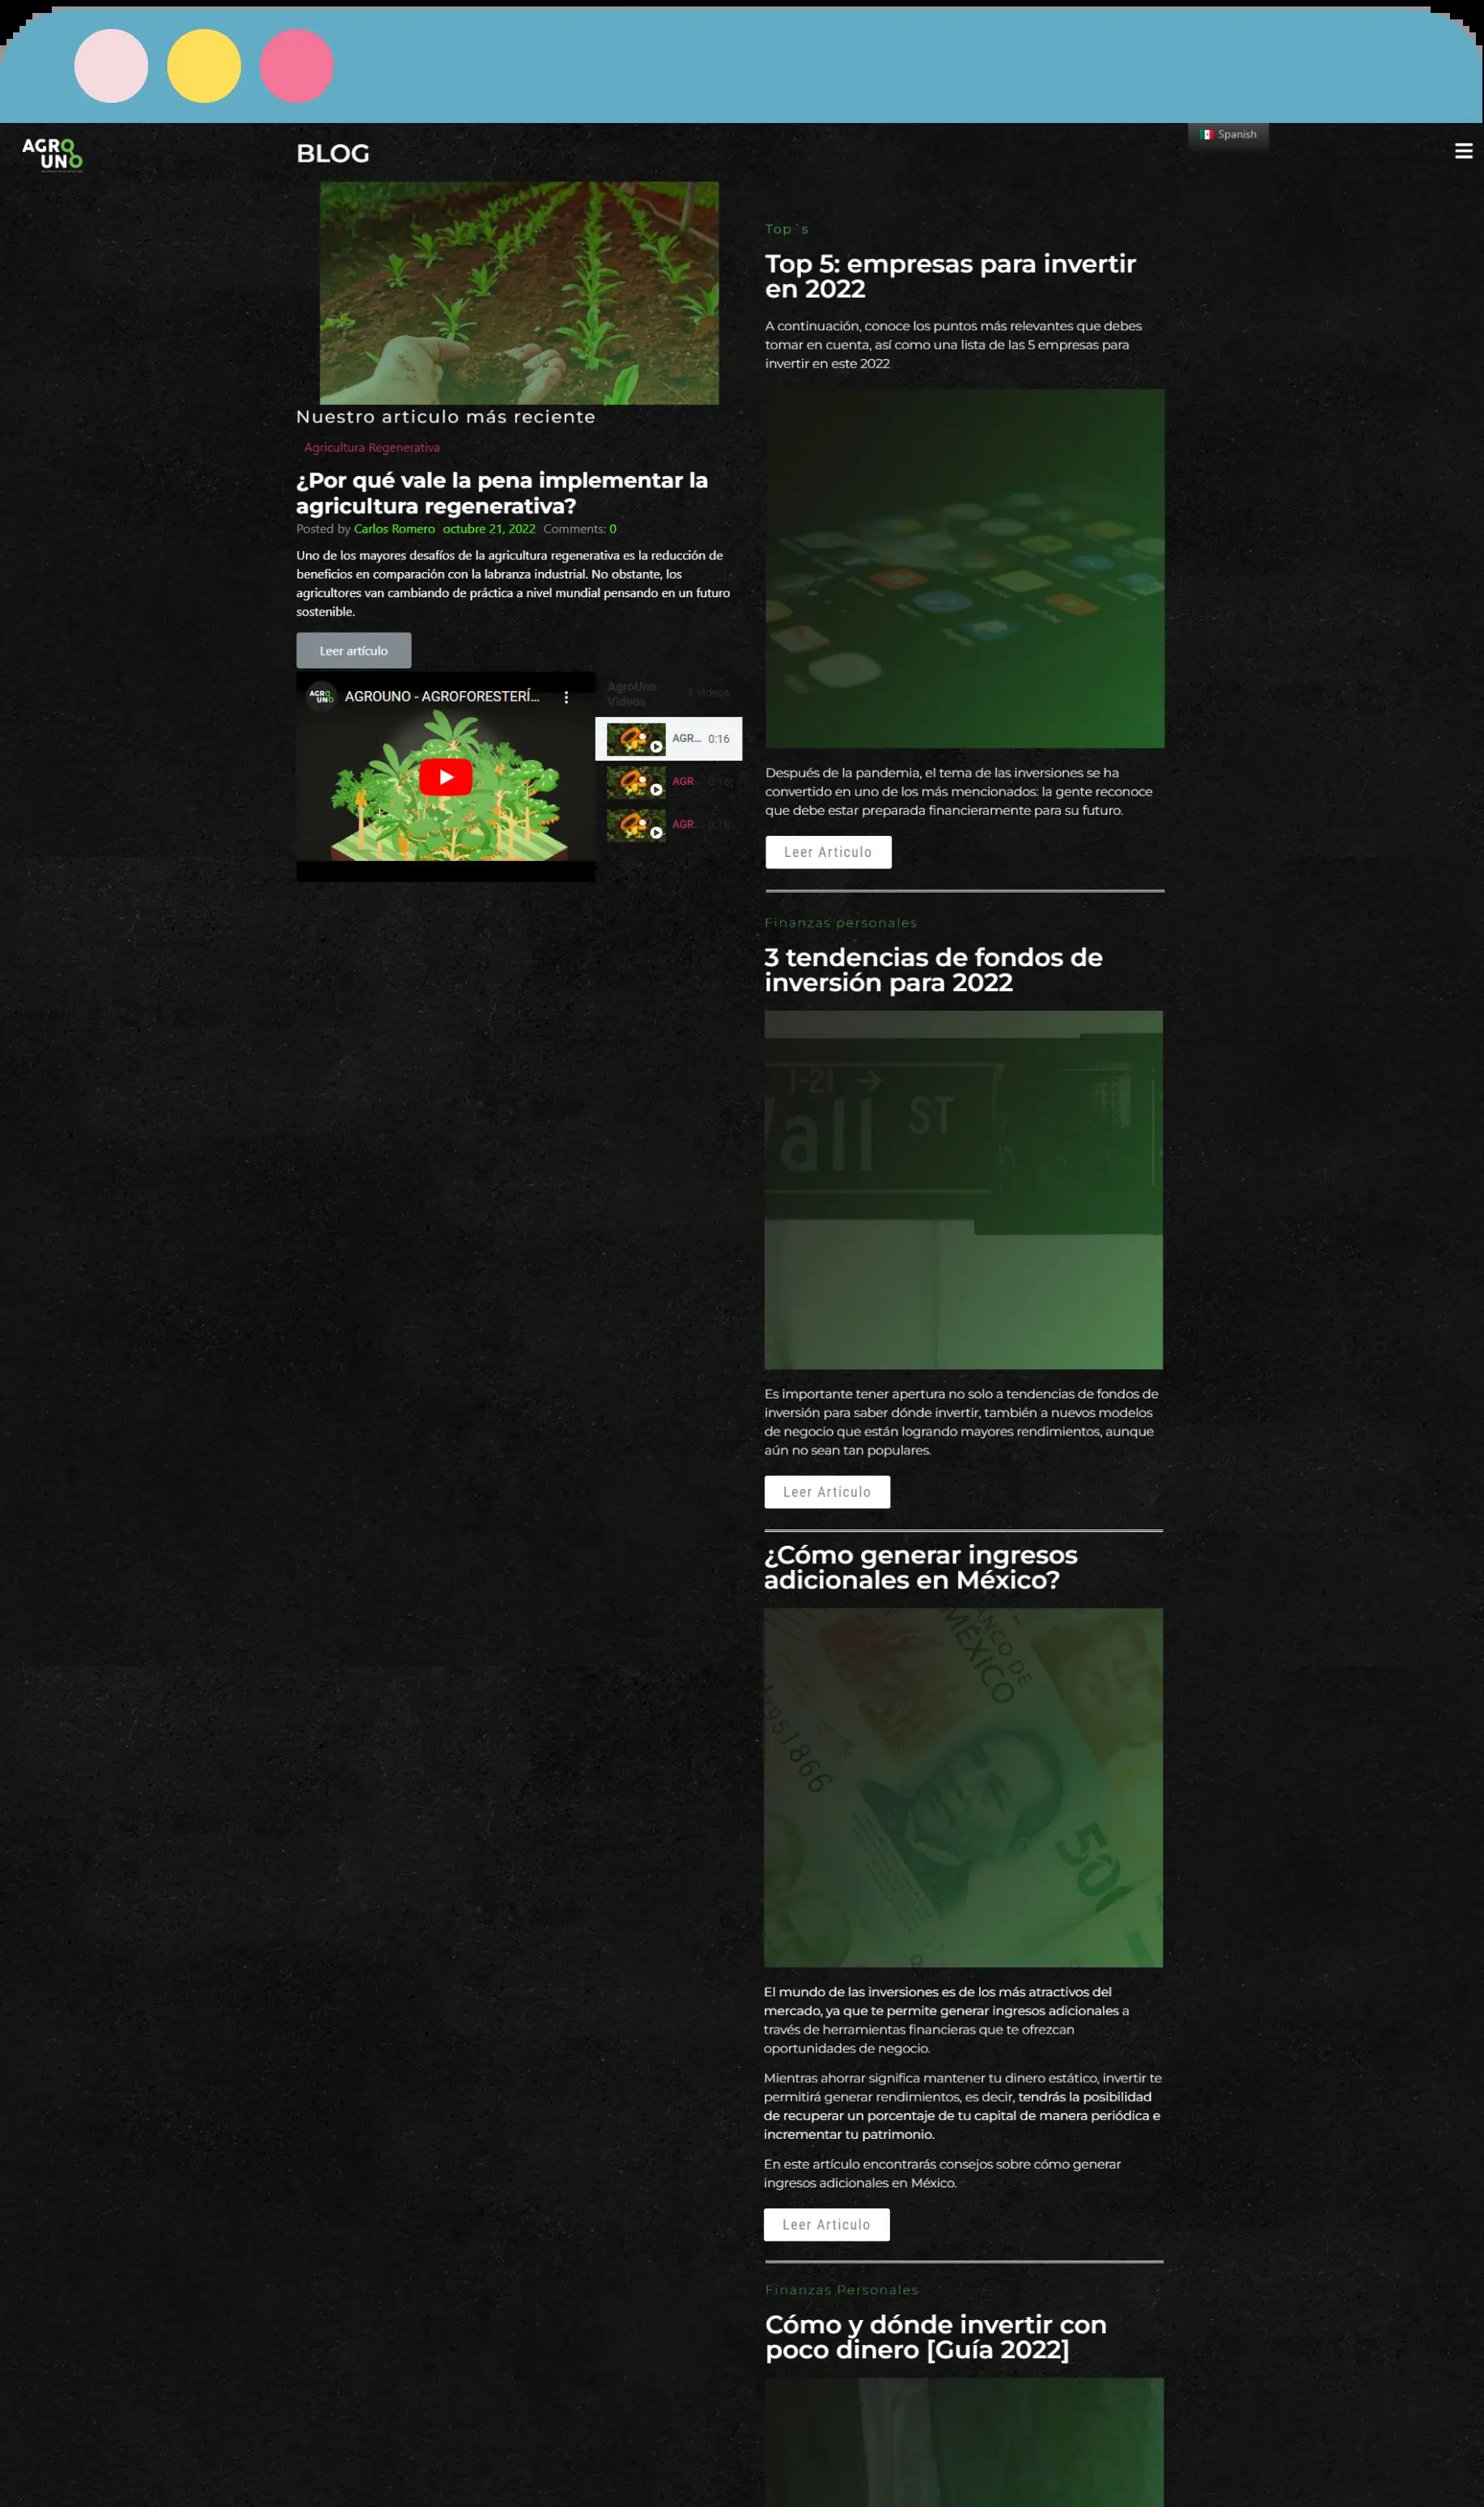 AGRO
UNO
BLOG
Spanish
Nuestro articulo más reciente
Agricultura Regenerativa
¿Por qué vale la pena implementar la
agricultura regenerativa?
Posted by Carlos Romero octubre 21, 2022 Comments: 0
Uno de los mayores desafíos de la agricultura regenerativa es la reducción de
beneficios en comparación con la labranza industrial. No obstante, los
agricultores van cambiando de práctica a nivel mundial pensando en un futuro
sostenible.
Leer artículo
AGRO
UNO
AGROUNO - AGROFORESTERÍ...
AgroUno
Videos
3 Videos
AGR... 0:16
AGR... 0:16
AGR... 0:16
Top´s
Top 5: empresas para invertir
en 2022
A continuación, conoce los puntos más relevantes que debes
tomar en cuenta, así como una lista de las 5 empresas para
invertir en este 2022
Después de la pandemia, el tema de las inversiones se ha
convertido en uno de los más mencionados: la gente reconoce
que debe estar preparada financieramente para su futuro.
Leer Articulo
Finanzas personales
3 tendencias de fondos de
inversión para 2022
1-21 →
all ST
Es importante tener apertura no solo a tendencias de fondos de
inversión para saber dónde invertir, también a nuevos modelos
de negocio que están logrando mayores rendimientos, aunque
aún no sean tan populares.
Leer Articulo
¿Cómo generar ingresos
adicionales en México?
ANCO DE
MÉXICO
7951866
50
El mundo de las inversiones es de los más atractivos del
mercado, ya que te permite generar ingresos adicionales a
través de herramientas financieras que te ofrezcan
oportunidades de negocio.
Mientras ahorrar significa mantener tu dinero estático, invertir te
permitirá generar rendimientos, es decir, tendrás la posibilidad
de recuperar un porcentaje de tu capital de manera periódica e
incrementar tu patrimonio.
En este artículo encontrarás consejos sobre cómo generar
ingresos adicionales en México.
Leer Articulo
Finanzas Personales
Cómo y dónde invertir con
poco dinero [Guía 2022]